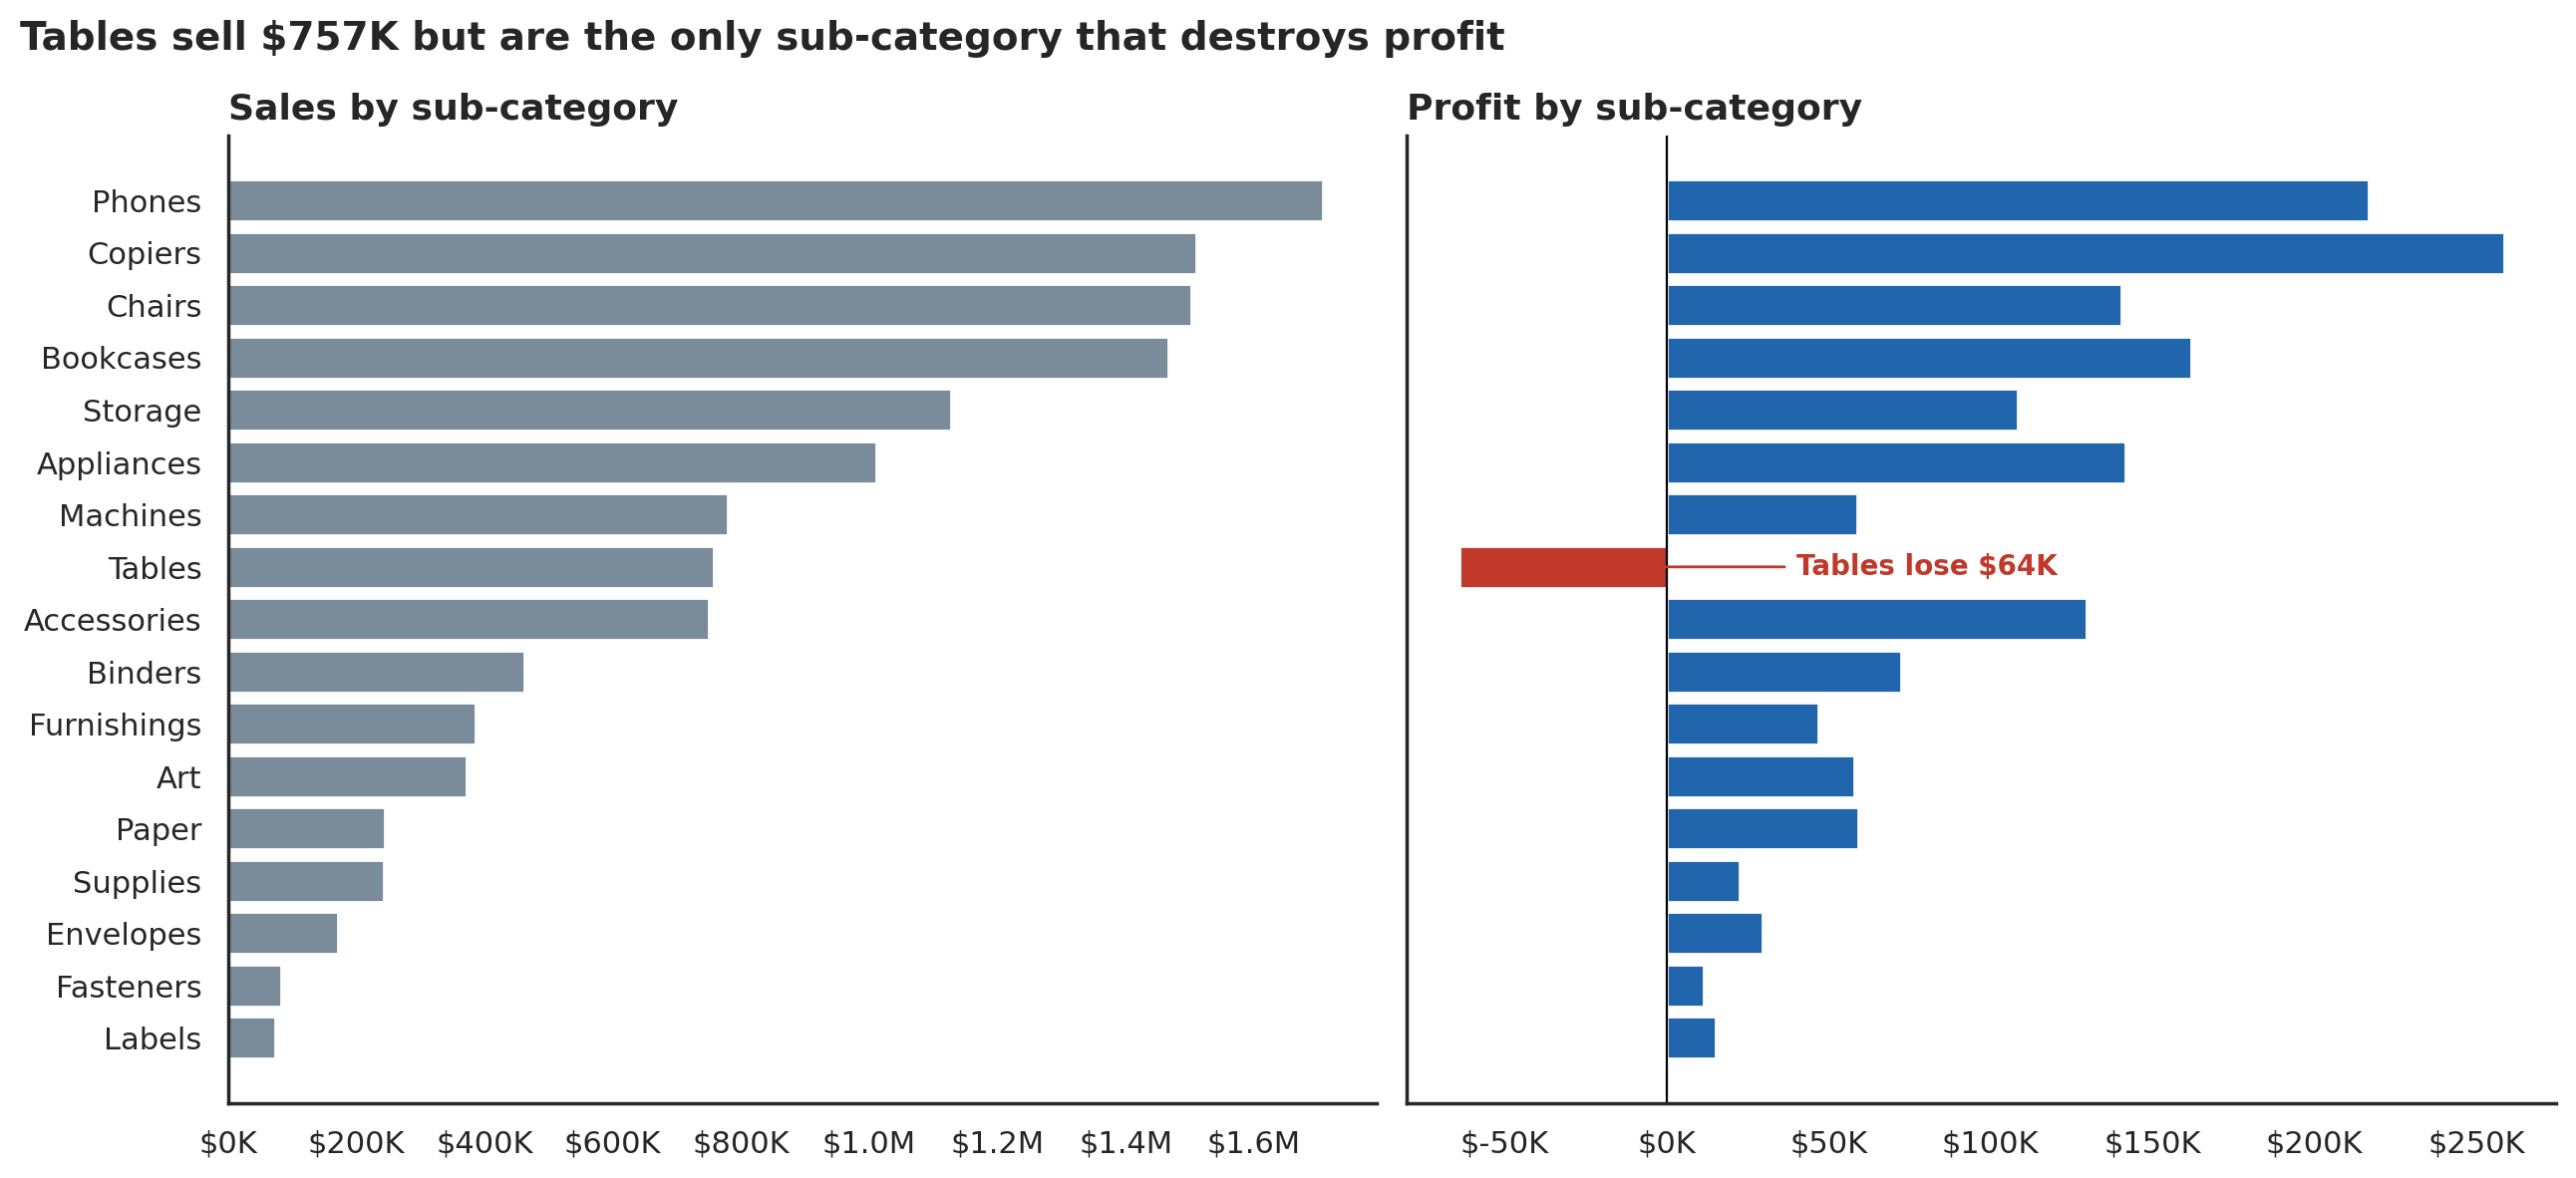 Tables sell $757K but are the only sub-category that destroys profit
Sales by sub-category
Profit by sub-category
Phones
Copiers
Chairs
Bookcases
Storage
Appliances
Machines
Tables
Tables lose $64K
Accessories
Binders
Furnishings
Art
Paper
Supplies
Envelopes
Fasteners
Labels
$0K $200K $400K $600K $800K $1.0M $1.2M $1.4M $1.6M
$-50K $0K $50K $100K $150K $200K $250K